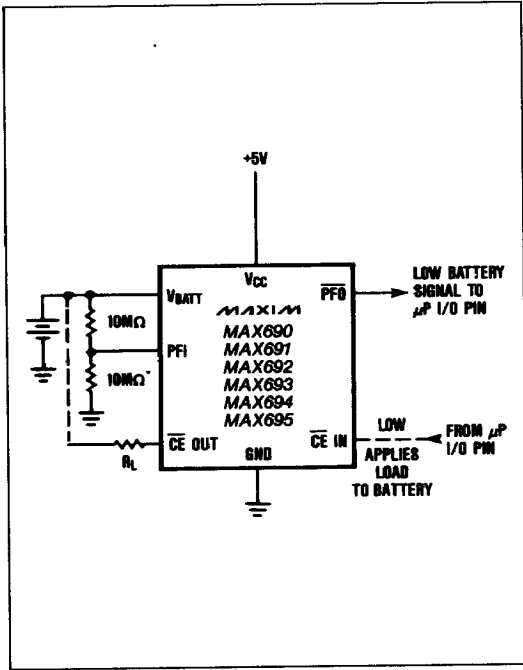 +5V
VBATT
VCC
PFO
LOW BATTERY
SIGNAL TO
µP I/O PIN
10MΩ
MAXIM
MAX690
MAX691
MAX692
MAX693
MAX694
MAX695
PFI
10MΩ
CE OUT
GND
CE IN
LOW
APPLIES
LOAD
TO BATTERY
FROM µP
I/O PIN
RL